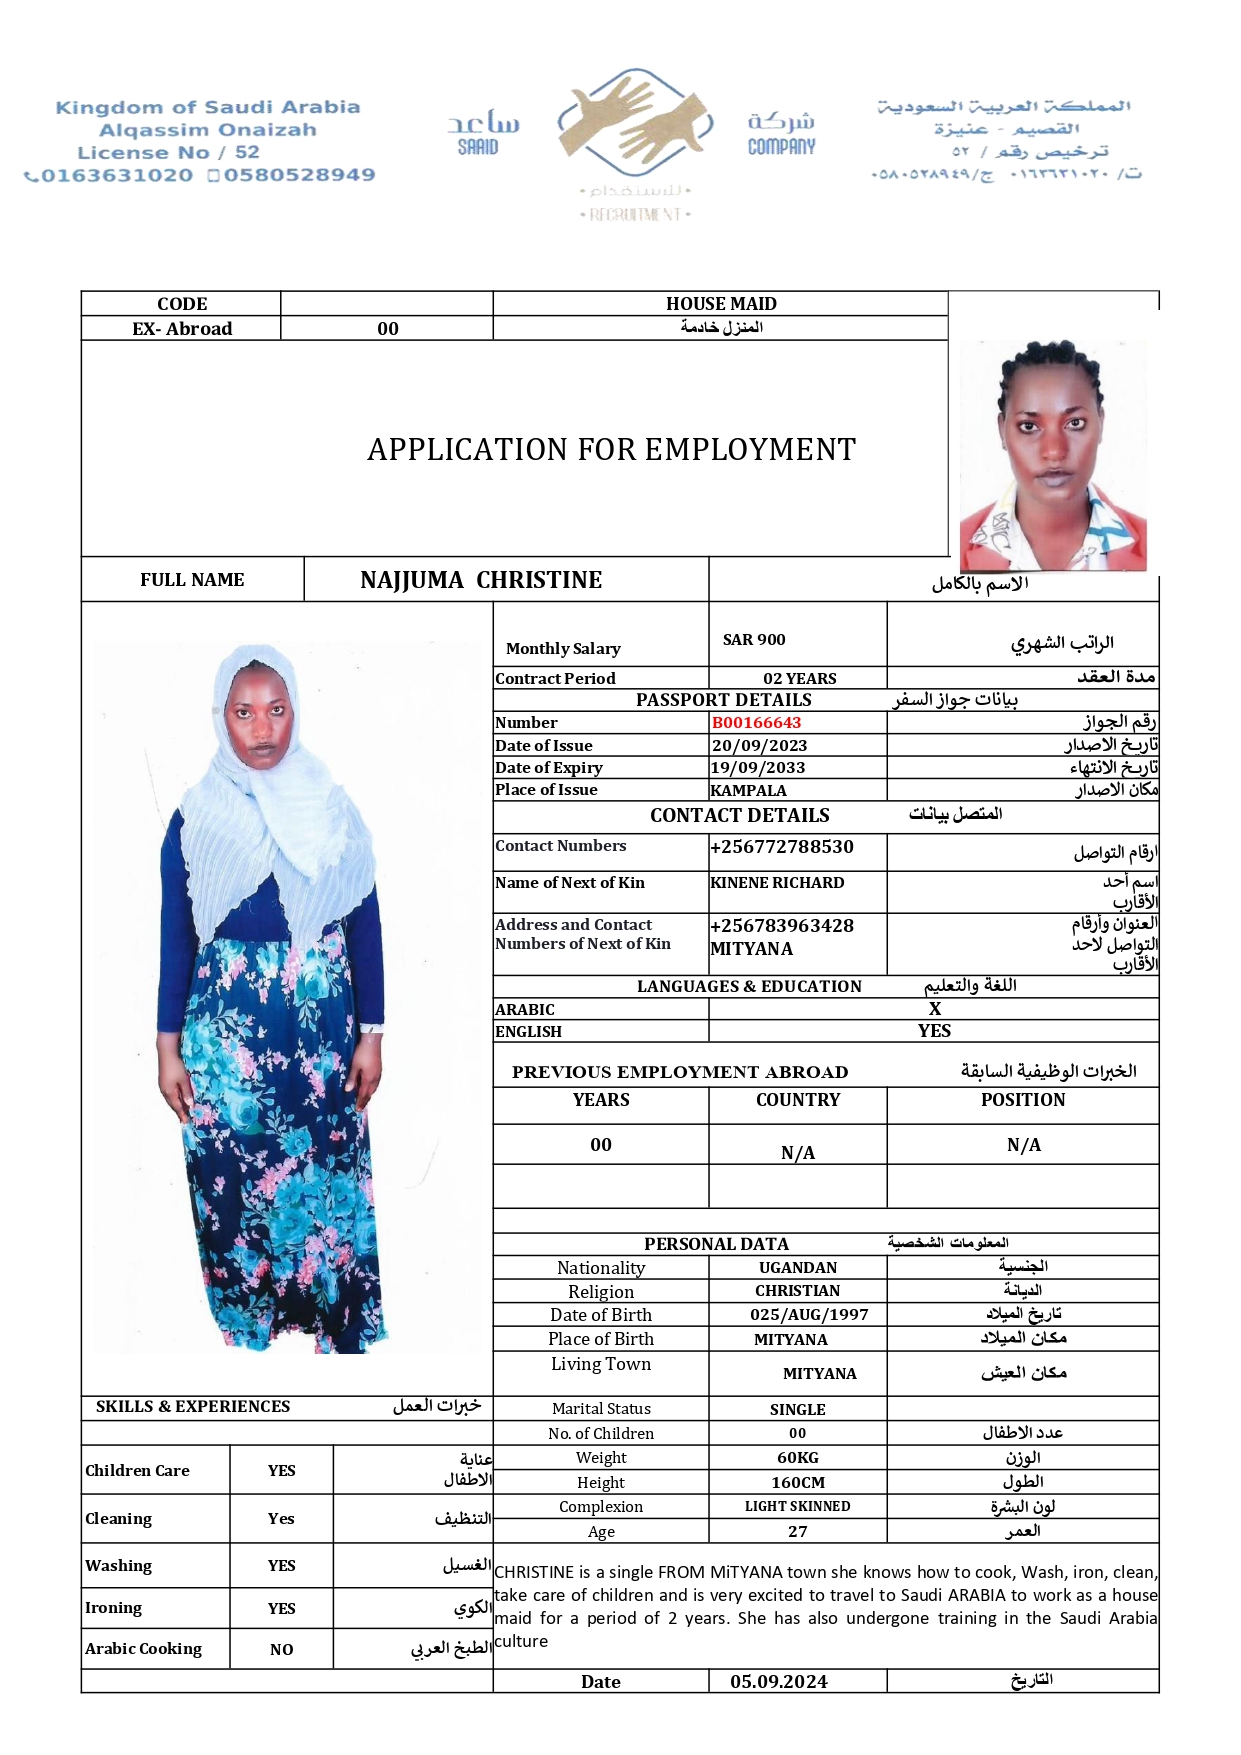 Kingdom of Saudi Arabia
Alqassim Onaizah
License No / 52
0163631020 0580528949
ساعد
SAAID
شركة
COMPANY
• للاستقدام •
• RECRUITMENT •
المملكة العربية السعودية
القصيم - عنيزة
ترخيص رقم / ٥٢
ت/ ٠١٦٣٦٣١٠٢٠ ج/٠٥٨٠٥٢٨٩٤٩
CODE HOUSE MAID
EX- Abroad 00 المنزل خادمة
APPLICATION FOR EMPLOYMENT
FULL NAME NAJJUMA CHRISTINE الاسم بالكامل
Monthly Salary SAR 900 الراتب الشهري
Contract Period 02 YEARS مدة العقد
PASSPORT DETAILS بيانات جواز السفر
Number B00166643 رقم الجواز
Date of Issue 20/09/2023 تاريخ الاصدار
Date of Expiry 19/09/2033 تاريخ الانتهاء
Place of Issue KAMPALA مكان الاصدار
CONTACT DETAILS المتصل بيانات
Contact Numbers +256772788530 ارقام التواصل
Name of Next of Kin KINENE RICHARD اسم أحد
الأقارب
Address and Contact +256783963428 العنوان وأرقام
Numbers of Next of Kin MITYANA التواصل لاحد
الأقارب
LANGUAGES & EDUCATION اللغة والتعليم
ARABIC X
ENGLISH YES
PREVIOUS EMPLOYMENT ABROAD الخبرات الوظيفية السابقة
YEARS COUNTRY POSITION
00 N/A N/A
PERSONAL DATA المعلومات الشخصية
Nationality UGANDAN الجنسية
Religion CHRISTIAN الديانة
Date of Birth 025/AUG/1997 تاريخ الميلاد
Place of Birth MITYANA مكان الميلاد
Living Town MITYANA مكان العيش
Marital Status SINGLE
No. of Children 00 عدد الاطفال
Weight 60KG الوزن
Height 160CM الطول
Complexion LIGHT SKINNED لون البشرة
Age 27 العمر
SKILLS & EXPERIENCES خبرات العمل
Children Care YES عناية
الاطفال
Cleaning Yes التنظيف
Washing YES الغسيل
Ironing YES الكوي
Arabic Cooking NO الطبخ العربي
CHRISTINE is a single FROM MiTYANA town she knows how to cook, Wash, iron, clean,
take care of children and is very excited to travel to Saudi ARABIA to work as a house
maid for a period of 2 years. She has also undergone training in the Saudi Arabia
culture
Date 05.09.2024 التاريخ